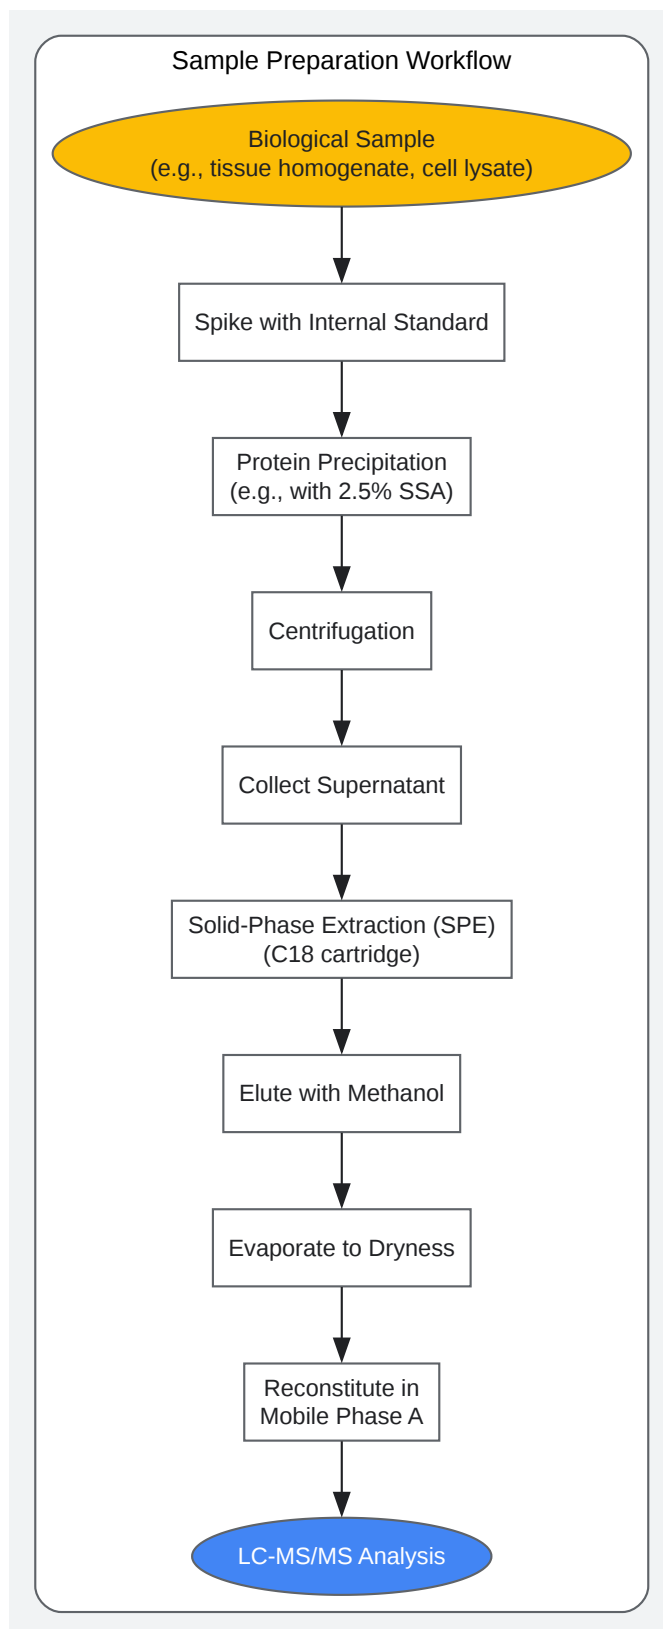 Sample Preparation Workflow
Biological Sample
(e.g., tissue homogenate, cell lysate)
Spike with Internal Standard
Protein Precipitation
(e.g., with 2.5% SSA)
Centrifugation
Collect Supernatant
Solid-Phase Extraction (SPE)
(C18 cartridge)
Elute with Methanol
Evaporate to Dryness
Reconstitute in
Mobile Phase A
LC-MS/MS Analysis